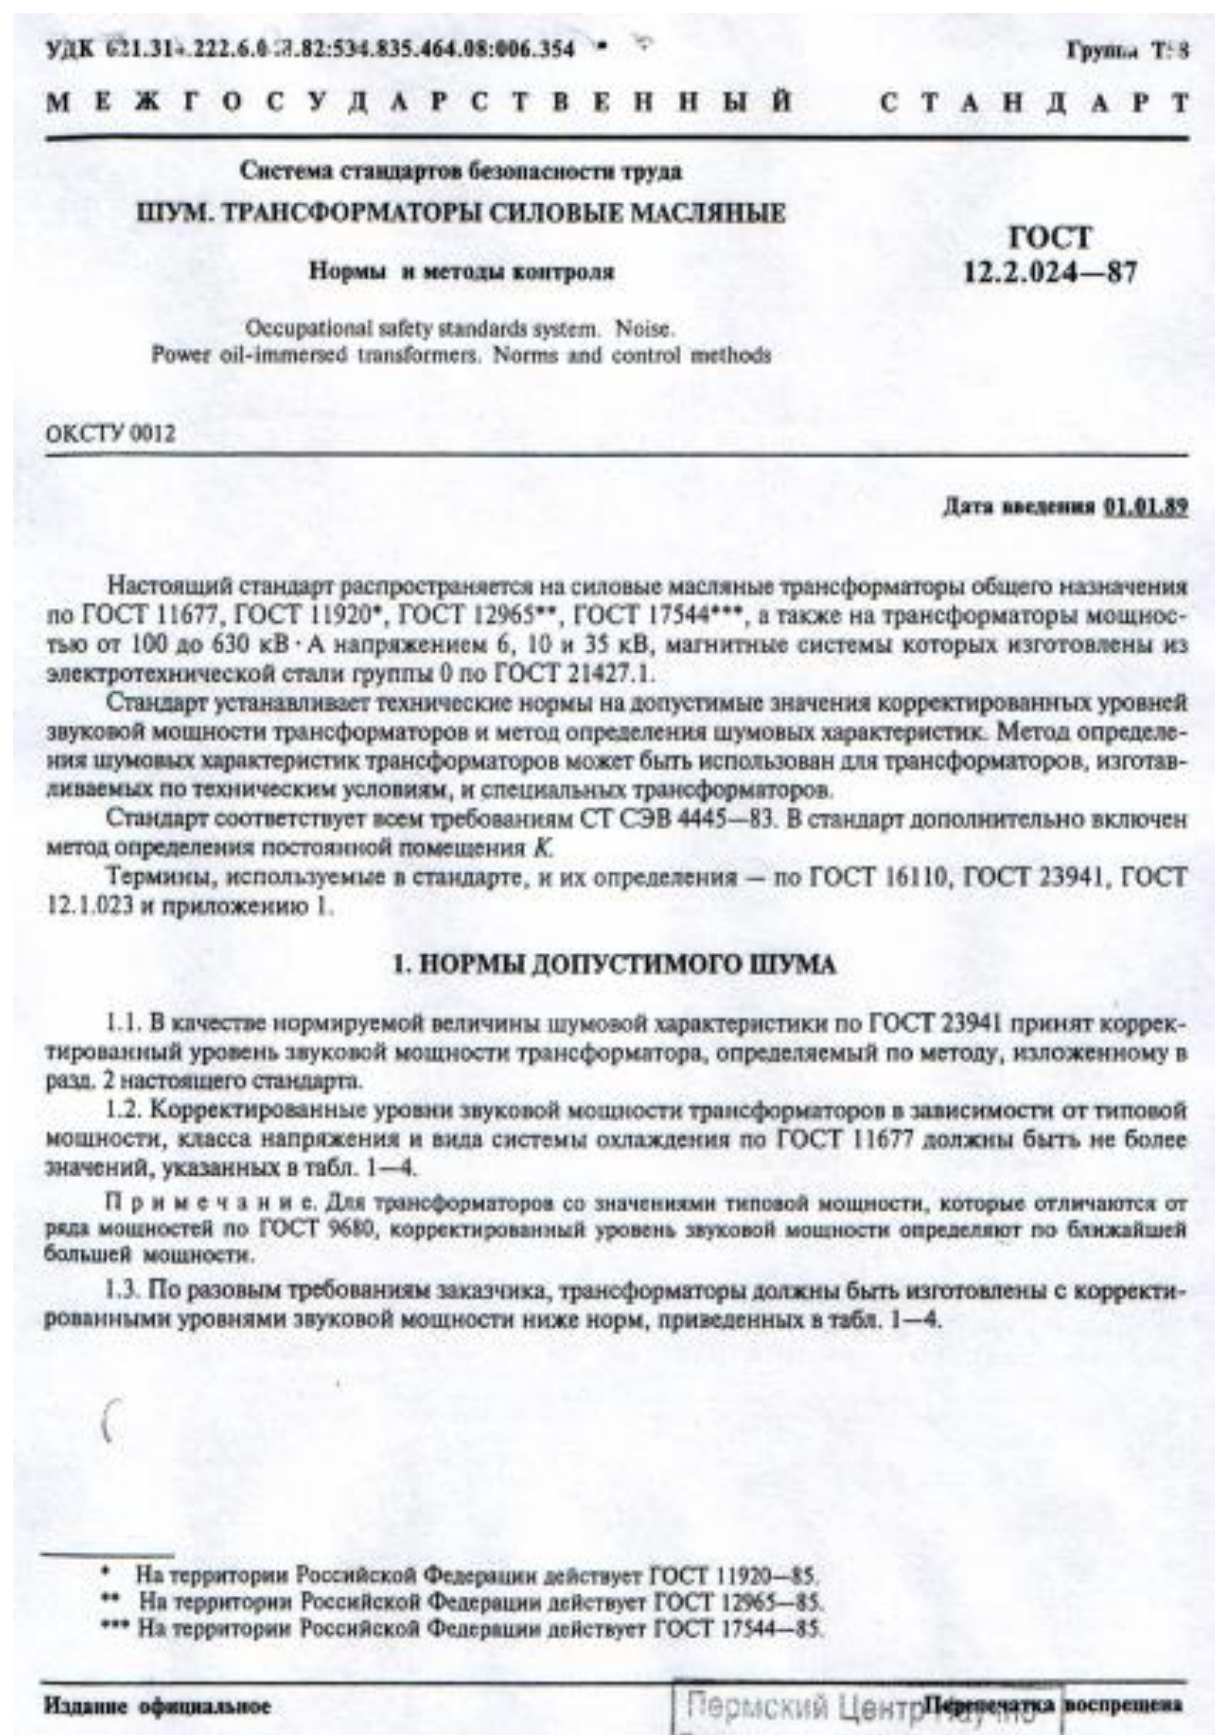 УДК 621.314.222.6.0 .82:534.835.464.08:006.354 Группа Т58
МЕЖГОСУДАРСТВЕННЫЙ СТАНДАРТ
Система стандартов безопасности труда
ШУМ. ТРАНСФОРМАТОРЫ СИЛОВЫЕ МАСЛЯНЫЕ
Нормы и методы контроля
ГОСТ
12.2.024—87
Occupational safety standards system. Noise.
Power oil-immersed transformers. Norms and control methods
ОКСТУ 0012
Дата введения 01.01.89
Настоящий стандарт распространяется на силовые масляные трансформаторы общего назначения
по ГОСТ 11677, ГОСТ 11920*, ГОСТ 12965**, ГОСТ 17544***, а также на трансформаторы мощнос-
тью от 100 до 630 кВ·А напряжением 6, 10 и 35 кВ, магнитные системы которых изготовлены из
электротехнической стали группы 0 по ГОСТ 21427.1.
Стандарт устанавливает технические нормы на допустимые значения корректированных уровней
звуковой мощности трансформаторов и метод определения шумовых характеристик. Метод определе-
ния шумовых характеристик трансформаторов может быть использован для трансформаторов, изготав-
ливаемых по техническим условиям, и специальных трансформаторов.
Стандарт соответствует всем требованиям СТ СЭВ 4445—83. В стандарт дополнительно включен
метод определения постоянной помещения K.
Термины, используемые в стандарте, и их определения — по ГОСТ 16110, ГОСТ 23941, ГОСТ
12.1.023 и приложению 1.
1. НОРМЫ ДОПУСТИМОГО ШУМА
1.1. В качестве нормируемой величины шумовой характеристики по ГОСТ 23941 принят коррек-
тированный уровень звуковой мощности трансформатора, определяемый по методу, изложенному в
разд. 2 настоящего стандарта.
1.2. Корректированные уровни звуковой мощности трансформаторов в зависимости от типовой
мощности, класса напряжения и вида системы охлаждения по ГОСТ 11677 должны быть не более
значений, указанных в табл. 1—4.
Примечание. Для трансформаторов со значениями типовой мощности, которые отличаются от
ряда мощностей по ГОСТ 9680, корректированный уровень звуковой мощности определяют по ближайшей
большей мощности.
1.3. По разовым требованиям заказчика, трансформаторы должны быть изготовлены с корректи-
рованными уровнями звуковой мощности ниже норм, приведенных в табл. 1—4.
* На территории Российской Федерации действует ГОСТ 11920—85.
** На территории Российской Федерации действует ГОСТ 12965—85.
*** На территории Российской Федерации действует ГОСТ 17544—85.
Издание официальное Перепечатка воспрещена
Пермский Центр Научно